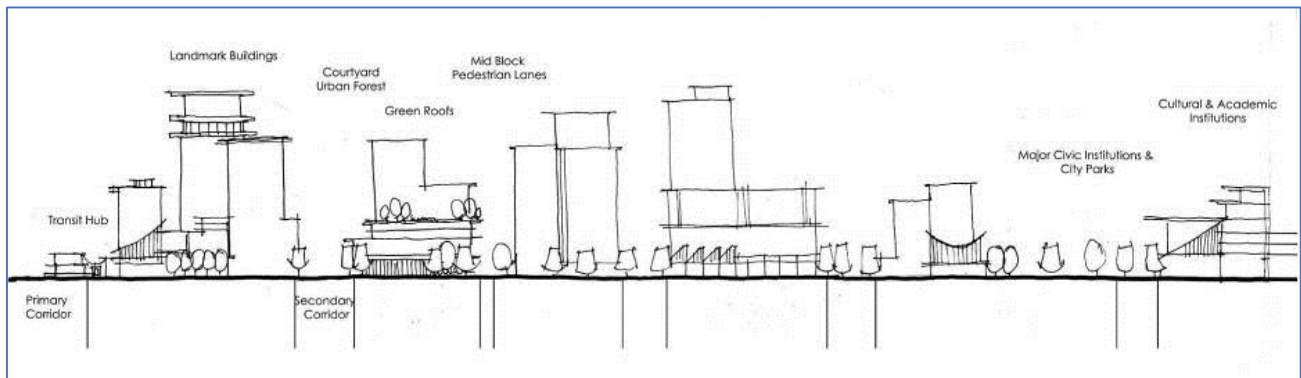 Landmark Buildings
Courtyard
Urban Forest
Green Roofs
Mid Block
Pedestrian Lanes
Cultural & Academic
Institutions
Major Civic Institutions &
City Parks
Transit Hub
Primary
Corridor
Secondary
Corridor